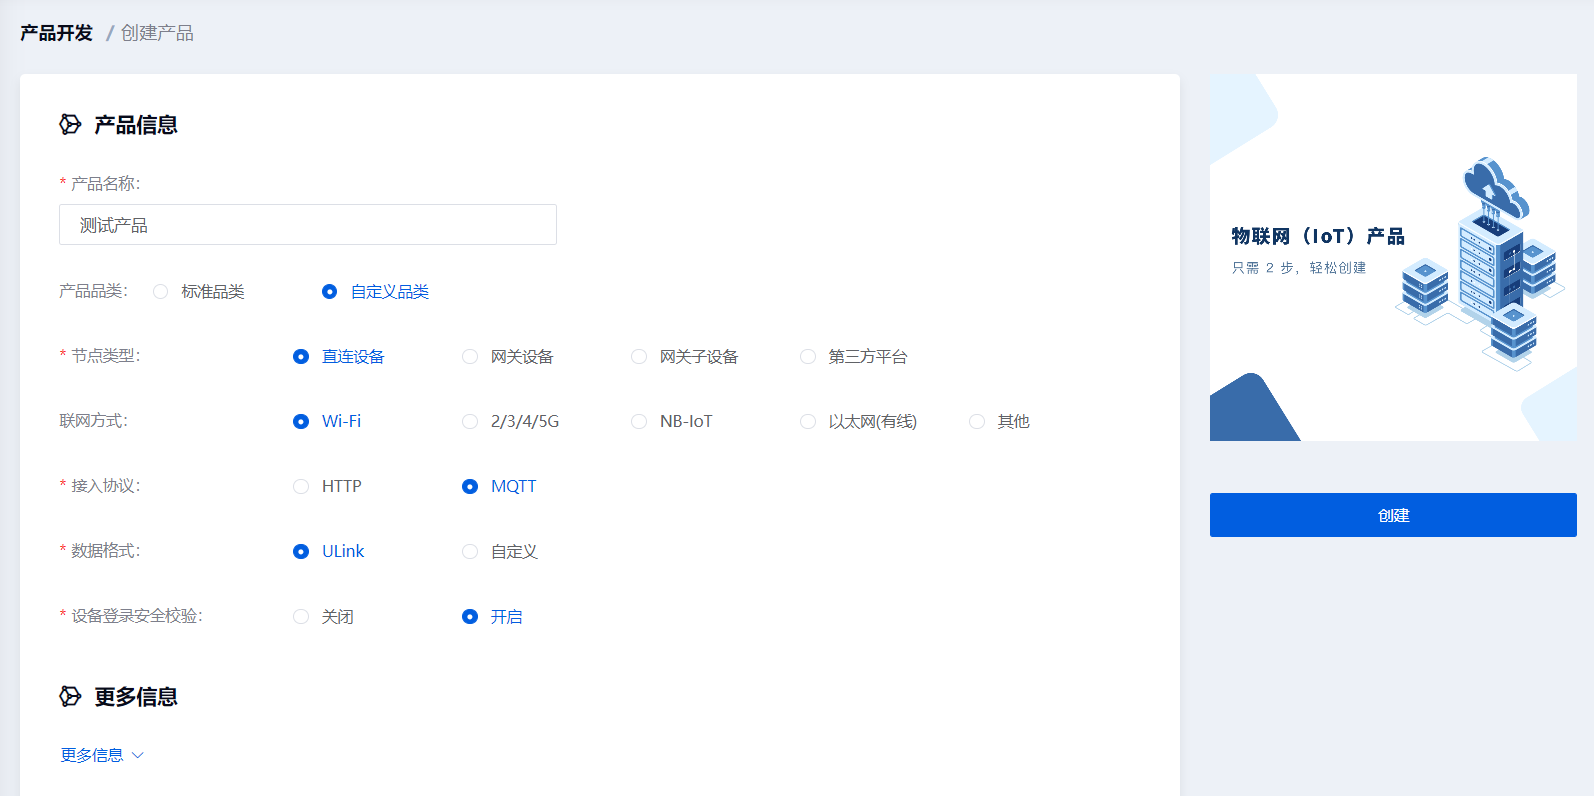 产品开发 / 创建产品
产品信息
* 产品名称:
测试产品
产品品类: 标准品类 自定义品类
* 节点类型: 直连设备 网关设备 网关子设备 第三方平台
联网方式: Wi-Fi 2/3/4/5G NB-IoT 以太网(有线) 其他
* 接入协议: HTTP MQTT
* 数据格式: ULink 自定义
* 设备登录安全校验: 关闭 开启
更多信息
更多信息
物联网（IoT）产品
只需 2 步，轻松创建
创建